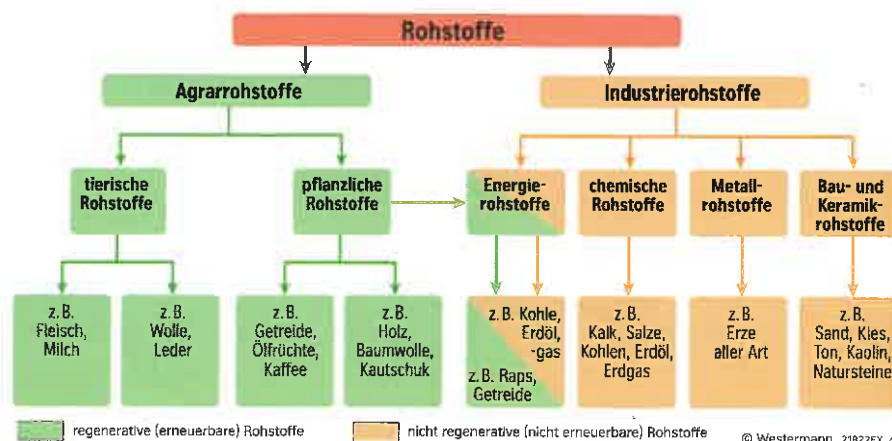 Rohstoffe
Agrarrohstoffe
Industrierohstoffe
tierische
Rohstoffe
pflanzliche
Rohstoffe
Energie-
rohstoffe
chemische
Rohstoffe
Metall-
rohstoffe
Bau- und
Keramik-
rohstoffe
z. B.
Fleisch,
Milch
z. B.
Wolle,
Leder
z. B.
Getreide,
Ölfrüchte,
Kaffee
z. B.
Holz,
Baumwolle,
Kautschuk
z. B. Kohle,
Erdöl,
-gas
z. B. Raps,
Getreide
z. B.
Kalk, Salze,
Kohlen, Erdöl,
Erdgas
z. B.
Erze
aller Art
z. B.
Sand, Kies,
Ton, Kaolin,
Natursteine
regenerative (erneuerbare) Rohstoffe
nicht regenerative (nicht erneuerbare) Rohstoffe
© Westermann